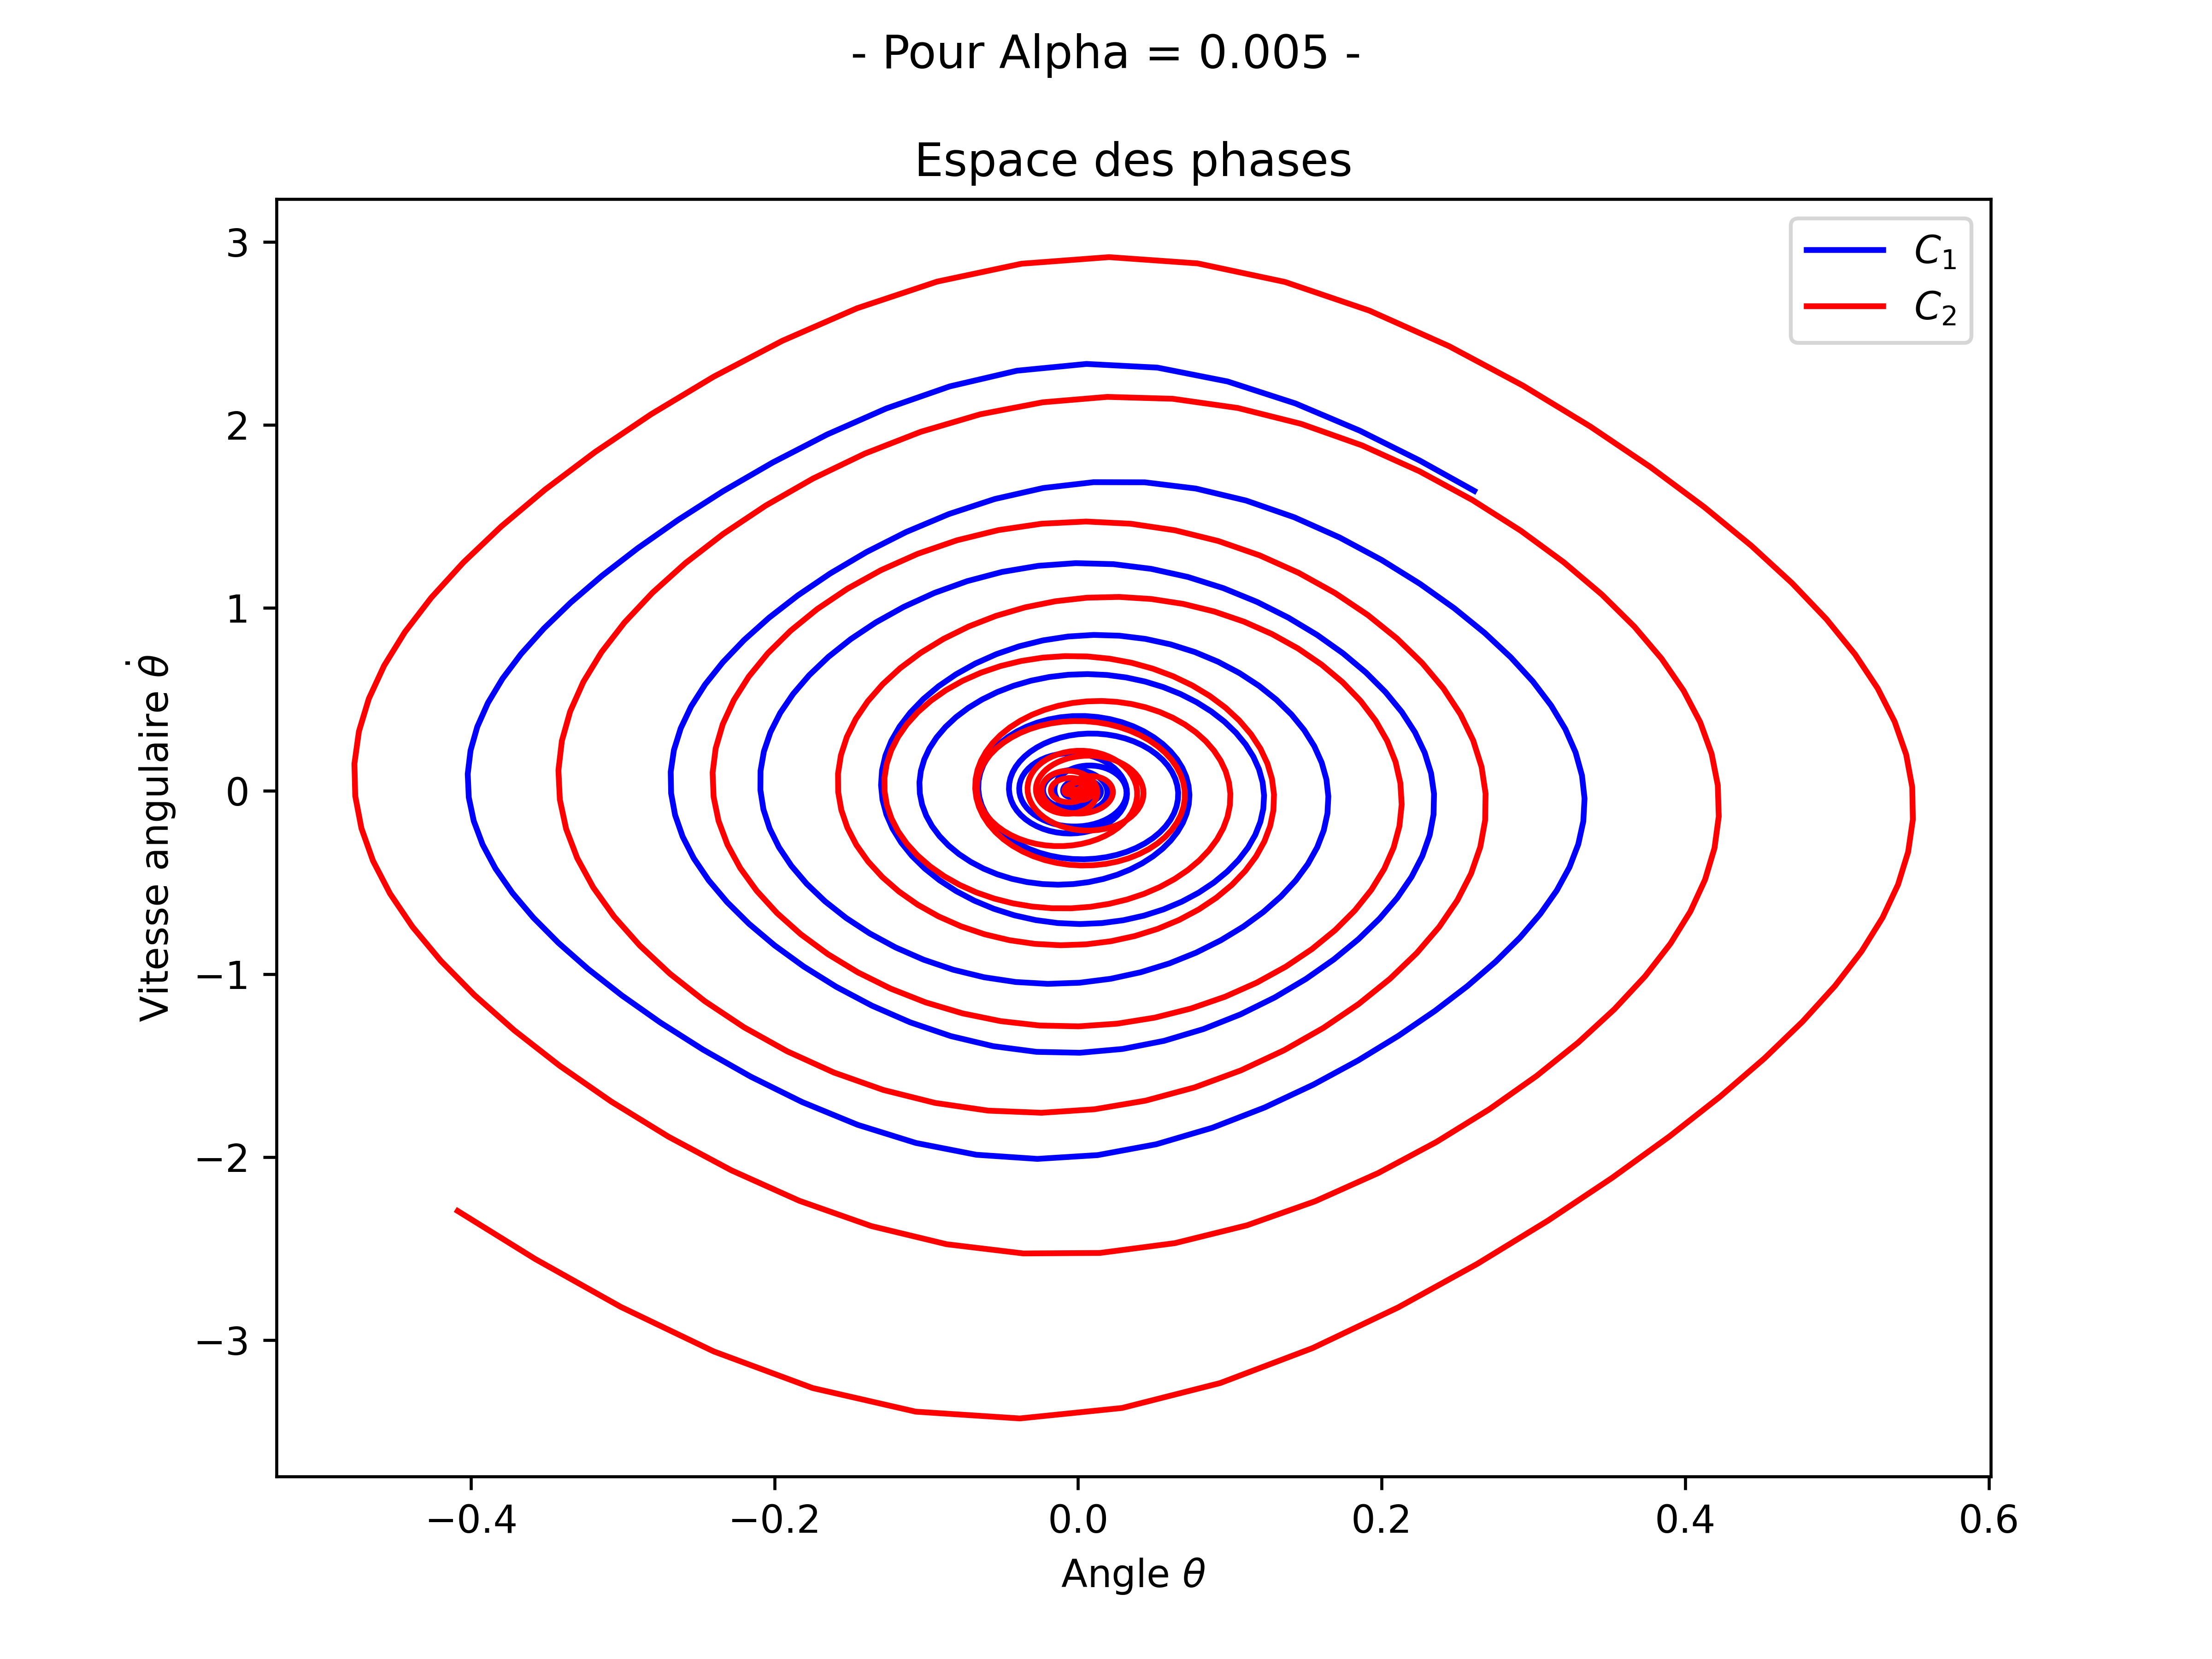 - Pour Alpha = 0.005 -
Espace des phases
C₁
C₂
3
2
1
0
−1
−2
−3
Vitesse angulaire θ̇
−0.4 −0.2 0.0 0.2 0.4 0.6
Angle θ